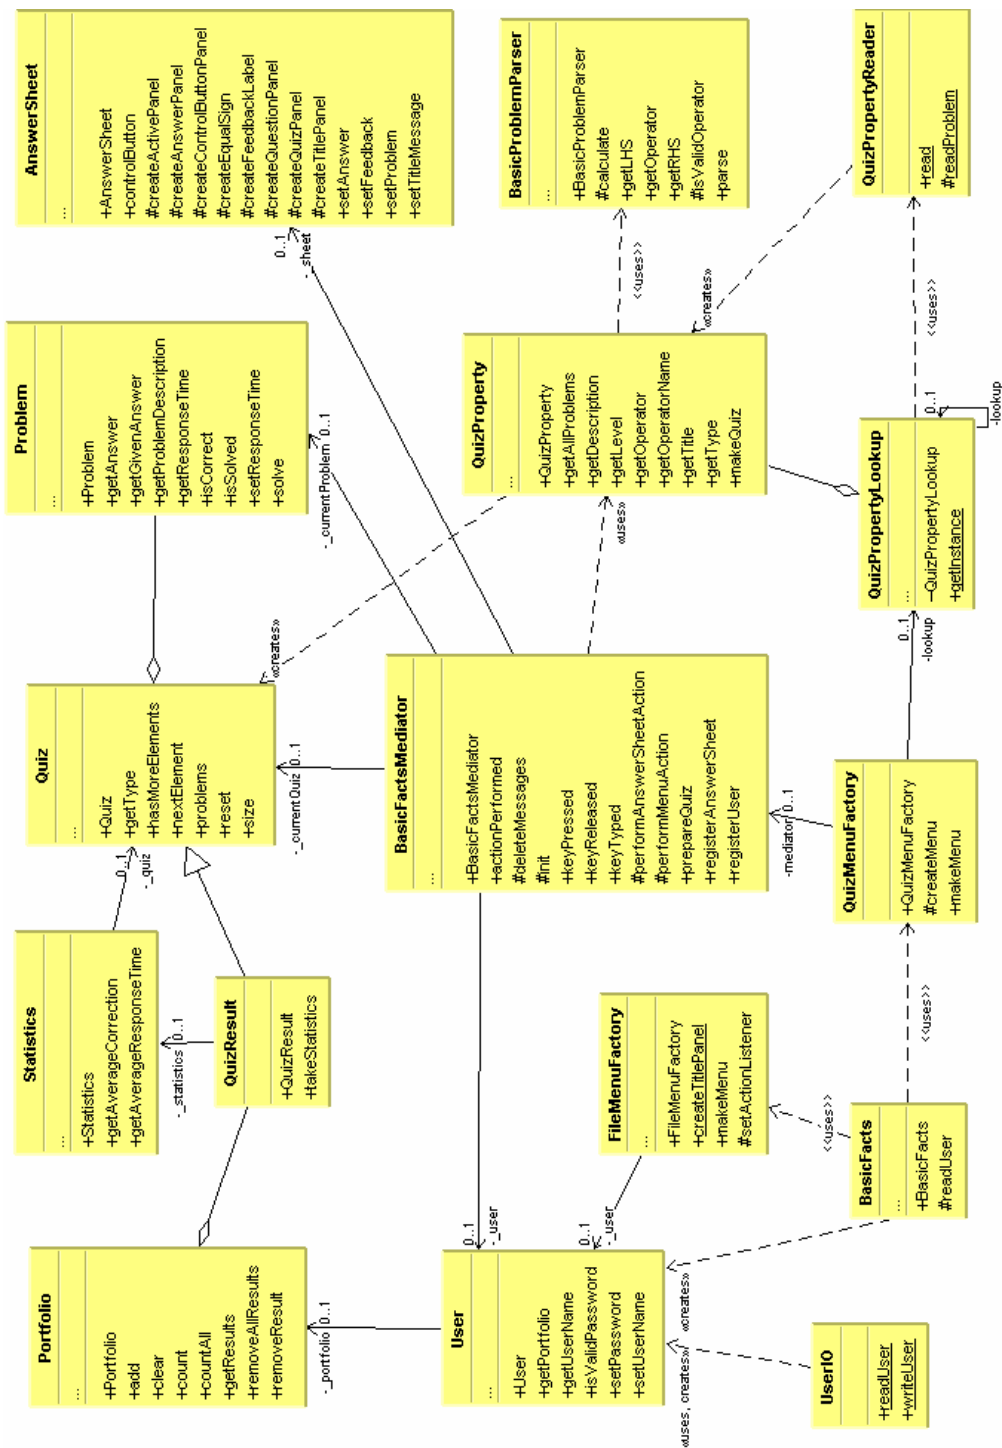 Portfolio
...
+Portfolio
+add
+clear
+count
+countAll
+getResults
+removeAllResults
+removeResult
Statistics
...
+Statistics
+getAverageCorrection
+getAverageResponseTime
0..1
-_quiz
-_statistics
0..1
QuizResult
+QuizResult
+takeStatistics
Quiz
...
+Quiz
+getType
+hasMoreElements
+nextElement
+problems
+reset
+size
Problem
...
+Problem
+getAnswer
+getGivenAnswer
+getProblemDescription
+getResponseTime
+isCorrect
+isSolved
+setResponseTime
+solve
AnswerSheet
...
+AnswerSheet
+controlButton
#createActivePanel
#createAnswerPanel
#createControlButtonPanel
#createEqualSign
#createFeedbackLabel
#createQuestionPanel
#createQuizPanel
#createTitlePanel
+setAnswer
+setFeedback
+setProblem
+setTitleMessage
-_portfolio
0..1
«creates»
-_currentQuiz
0..1
-_currentProblem
0..1
0..1
-_sheet
User
...
+User
+getPortfolio
+getUserName
+isValidPassword
+setPassword
+setUserName
0..1
-_user
0..1
-_user
BasicFactsMediator
...
+BasicFactsMediator
+actionPerformed
#deleteMessages
#init
+keyPressed
+keyReleased
+keyTyped
#performAnswerSheetAction
#performMenuAction
+prepareQuiz
+registerAnswerSheet
+registerUser
QuizProperty
...
+QuizProperty
+getAllProblems
+getDescription
+getLevel
+getOperator
+getOperatorName
+getTitle
+getType
+makeQuiz
«uses»
BasicProblemParser
...
+BasicProblemParser
#calculate
+getLHS
+getOperator
+getRHS
#isValidOperator
+parse
<<uses>>
«creates»
FileMenuFactory
...
+FileMenuFactory
+createTitlePanel
+makeMenu
#setActionListener
«uses, creates»
«creates»
<<uses>>
-mediator
0..1
UserIO
+readUser
+writeUser
BasicFacts
...
+BasicFacts
#readUser
<<uses>>
QuizMenuFactory
...
+QuizMenuFactory
#createMenu
+makeMenu
0..1
-lookup
QuizPropertyLookup
...
-QuizPropertyLookup
+getInstance
0..1
-lookup
<<uses>>
QuizPropertyReader
...
+read
#readProblem